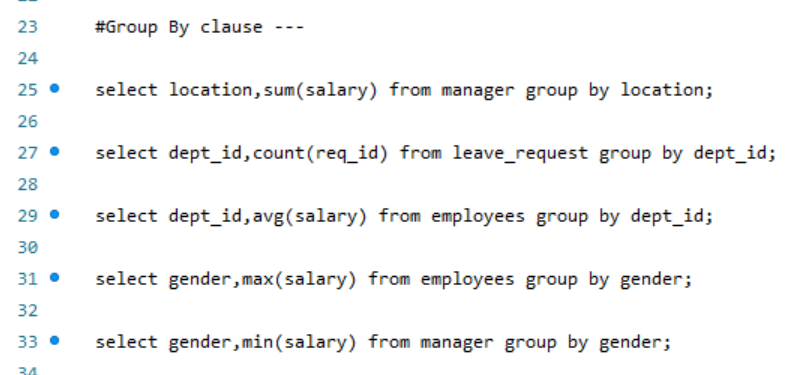 23 #Group By clause ---
24
25 select location,sum(salary) from manager group by location;
26
27 select dept_id,count(req_id) from leave_request group by dept_id;
28
29 select dept_id,avg(salary) from employees group by dept_id;
30
31 select gender,max(salary) from employees group by gender;
32
33 select gender,min(salary) from manager group by gender;
34